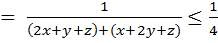 = 1/((2x+y+z)+(x+2y+z)) ≤ 1/4